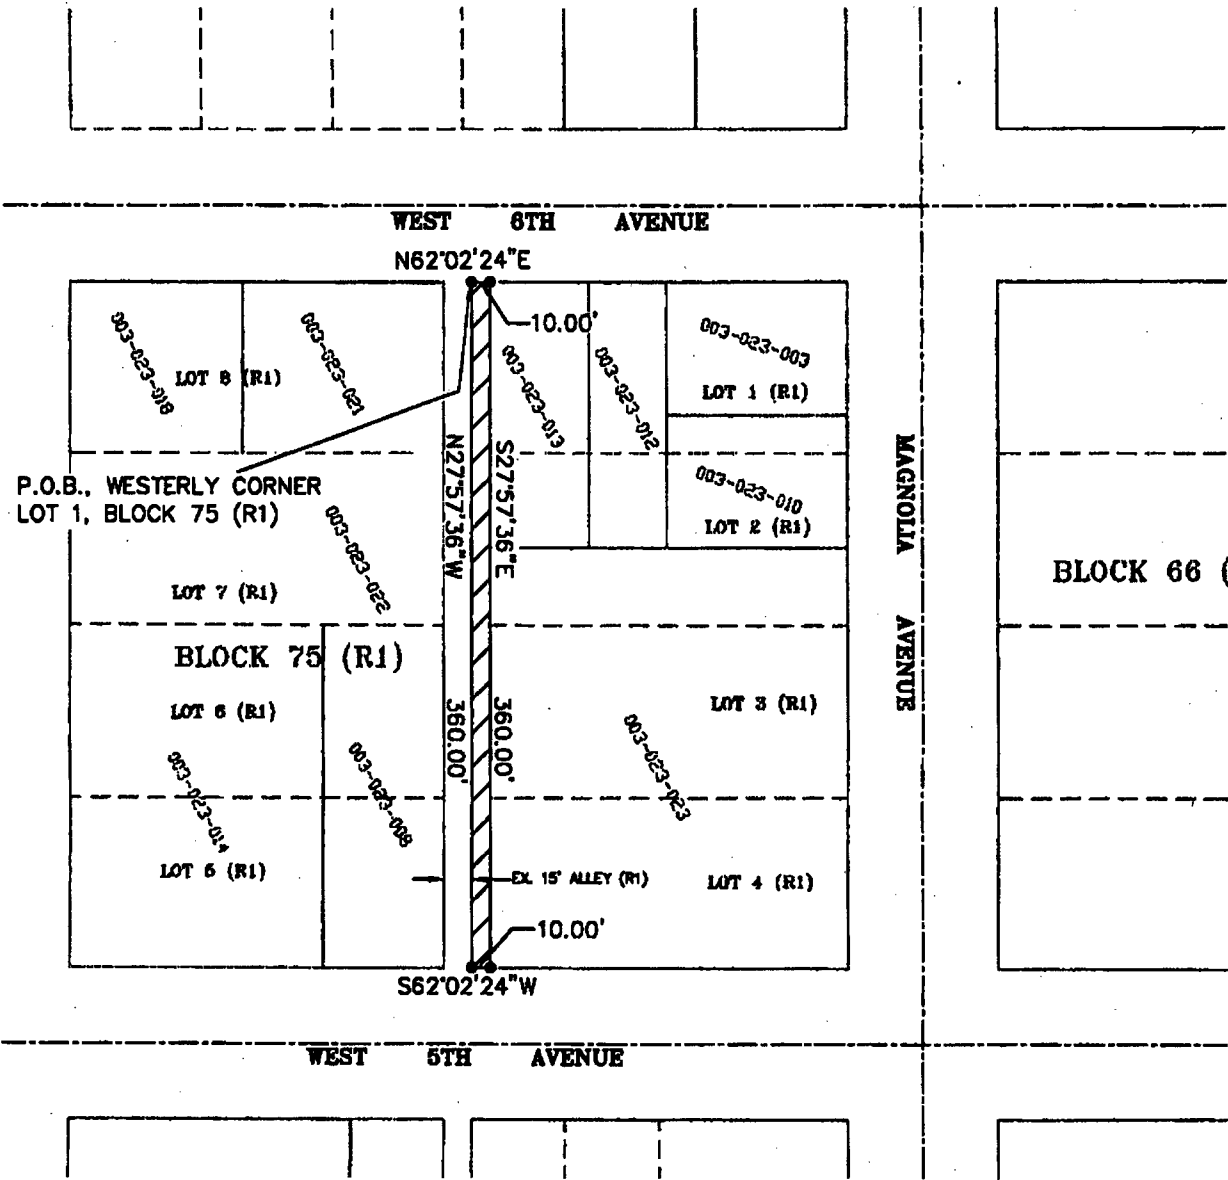 WEST 6TH AVENUE
N62°02'24"E
10.00'
003-023-018
LOT 8 (R1)
003-023-021
003-023-013
003-023-012
003-023-003
LOT 1 (R1)
N27°57'36"W
S27°57'36"E
003-023-010
LOT 2 (R1)
P.O.B., WESTERLY CORNER
LOT 1, BLOCK 75 (R1)
003-023-022
LOT 7 (R1)
MAGNOLIA AVENUE
BLOCK 66 (
BLOCK 75 (R1)
LOT 6 (R1)
360.00'
360.00'
LOT 3 (R1)
003-023-014
003-023-008
003-023-023
LOT 5 (R1)
EX. 15' ALLEY (R1)
LOT 4 (R1)
10.00'
S62°02'24"W
WEST 5TH AVENUE